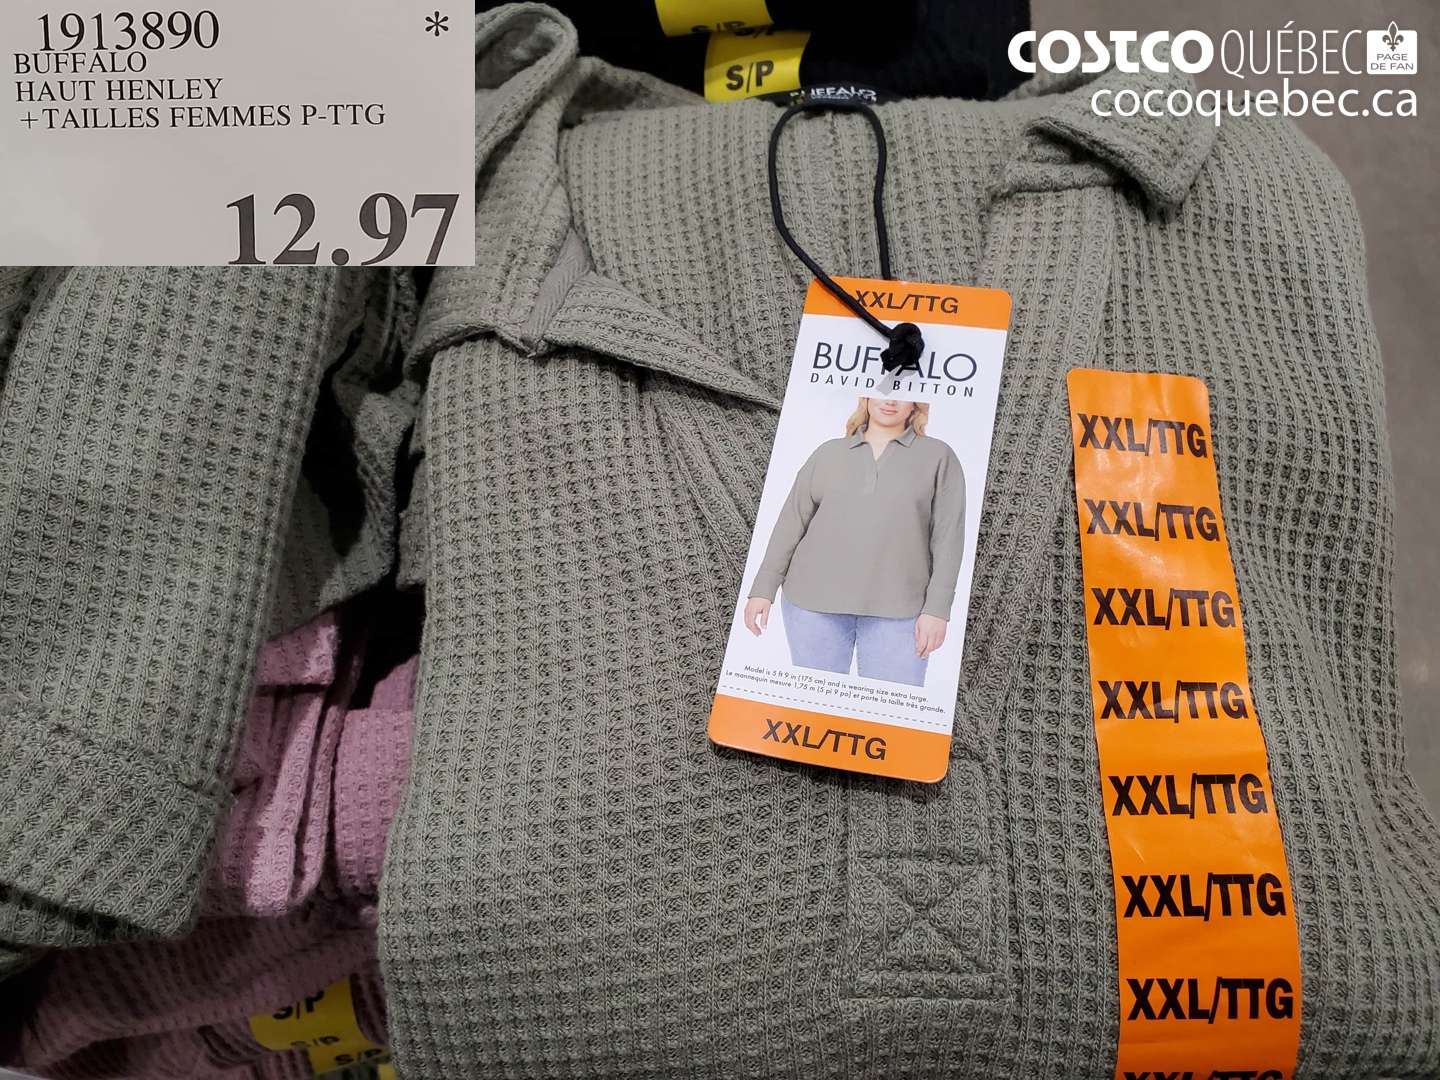 1913890 *
BUFFALO
HAUT HENLEY
+TAILLES FEMMES P-TTG
12.97
COSTCO QUÉBEC PAGE DE FAN
cocoquebec.ca
S/P
S/P
BUFFALO
XXL/TTG
BUFFALO
DAVID BITTON
Model is 5 ft 9 in (175 cm) and is wearing size extra large.
Le mannequin mesure 1,75 m (5 pi 9 po) et porte la taille très grande.
XXL/TTG
XXL/TTG
XXL/TTG
XXL/TTG
XXL/TTG
XXL/TTG
XXL/TTG
XXL/TTG
XXL/TTG
S/P
S/P